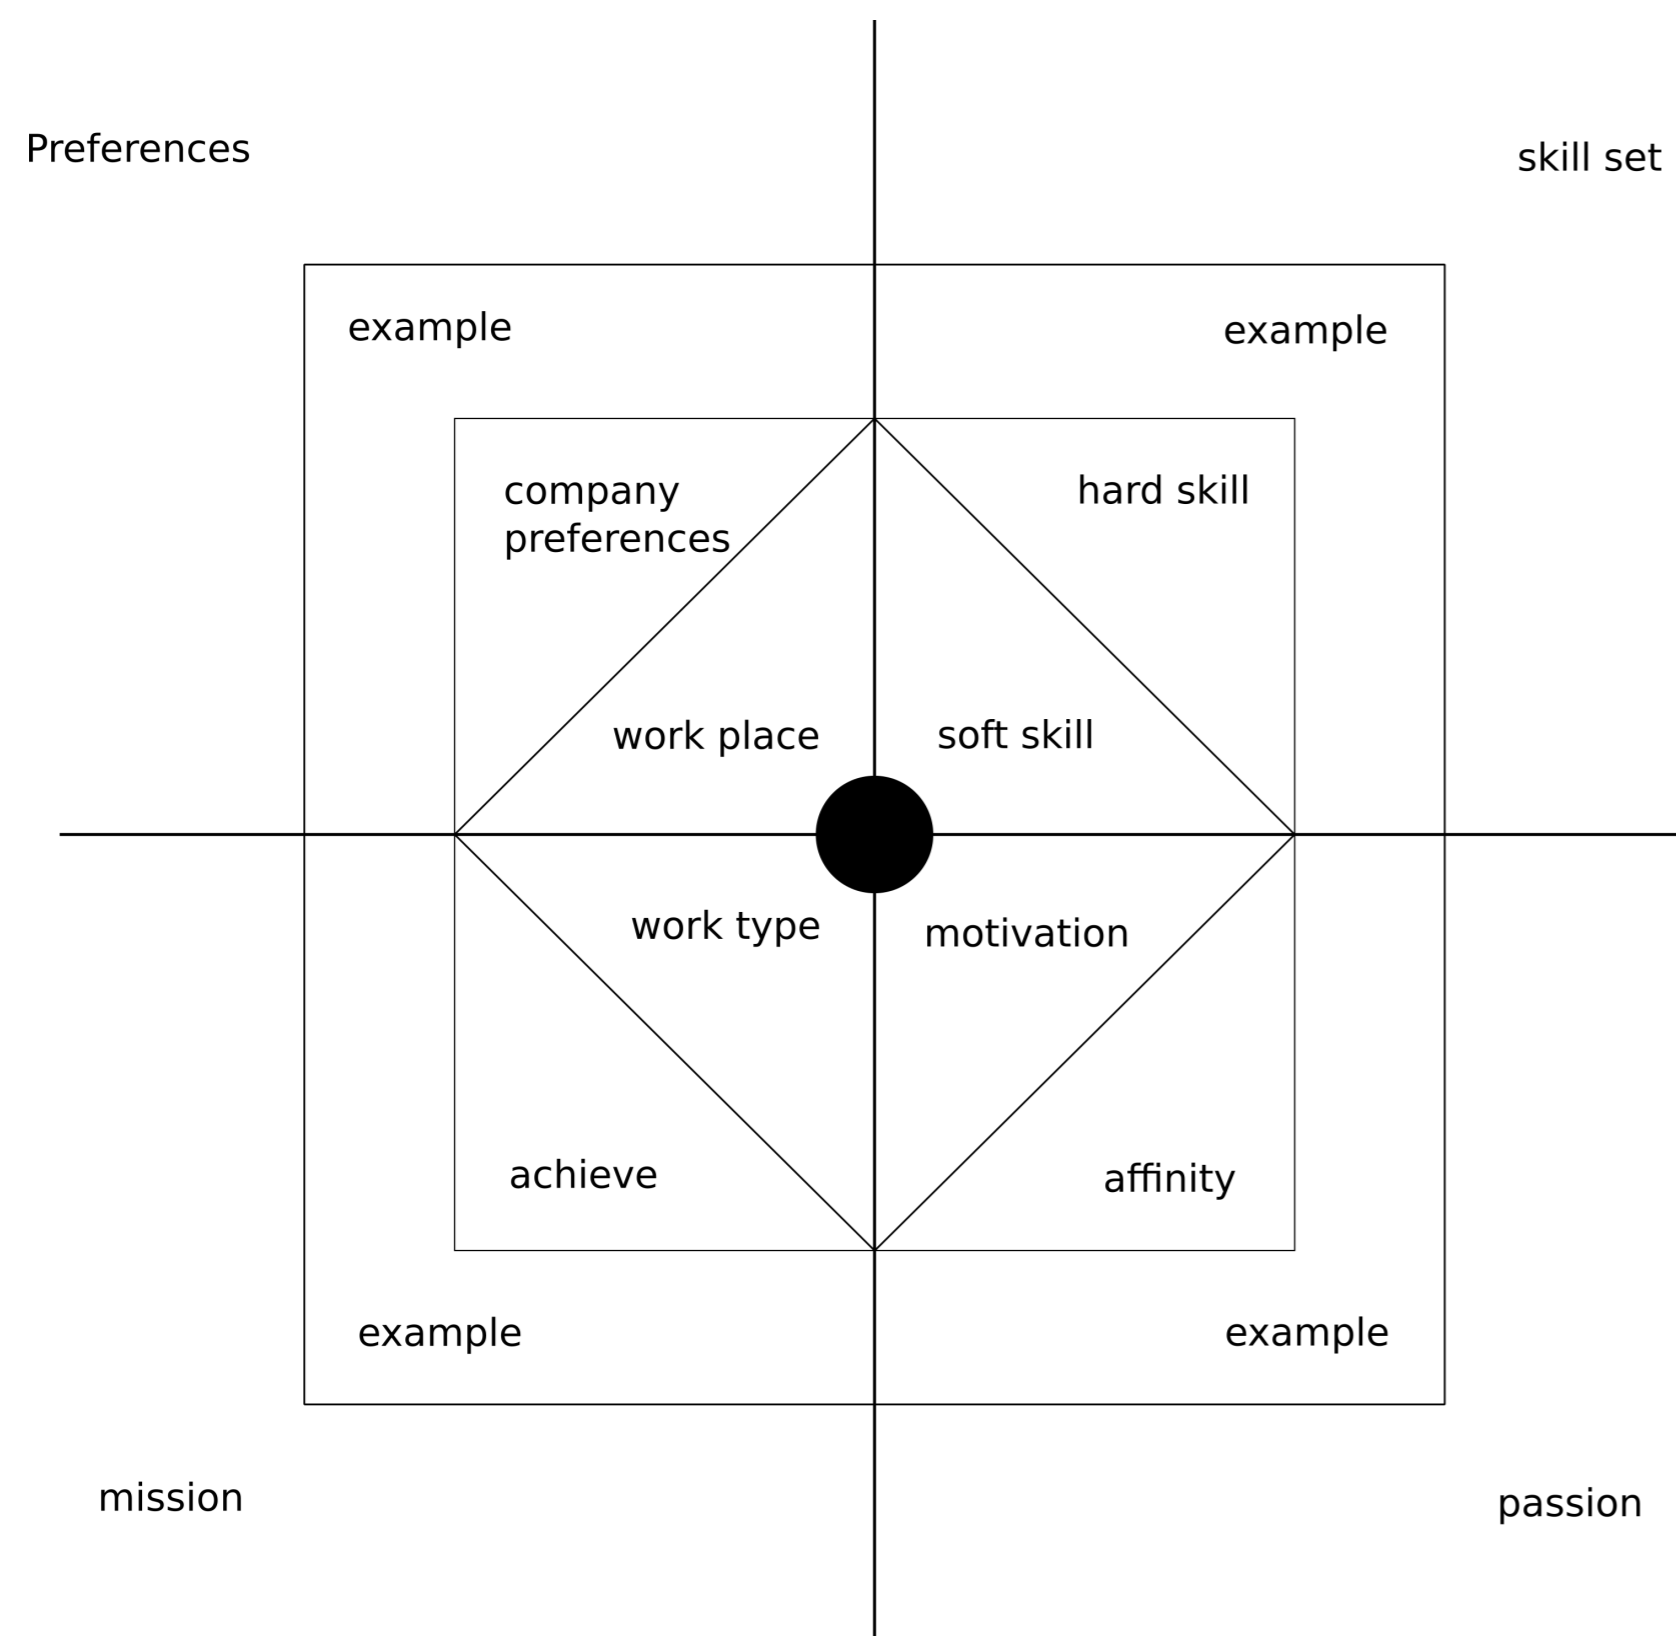 Preferences
skill set
example
example
company
preferences
hard skill
work place
soft skill
work type
motivation
achieve
affinity
example
example
mission
passion